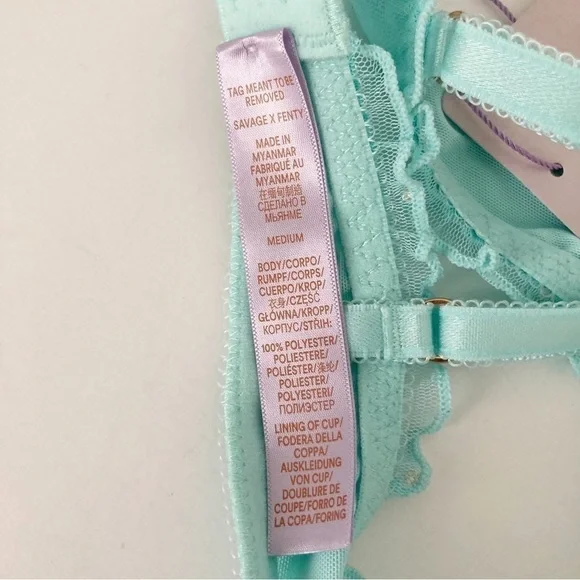 TAG MEANT TO BE
REMOVED
SAVAGE X FENTY
MADE IN
MYANMAR
FABRIQUÉ AU
MYANMAR
在缅甸制造
СДЕЛАНО В
МЬЯНМЕ
MEDIUM
BODY/CORPO/
RUMPF/CORPS/
CUERPO/KROP/
衣身/CZĘŚĆ
GŁÓWNA/KROPP/
КОРПУС/STŘIH:
100% POLYESTER/
POLIESTERE/
POLIÉSTER/涤纶/
POLIESTER/
POLYESTERI/
ПОЛИЭСТЕР
LINING OF CUP/
FODERA DELLA
COPPA/
AUSKLEIDUNG
VON CUP/
DOUBLURE DE
COUPE/FORRO DE
LA COPA/FORING